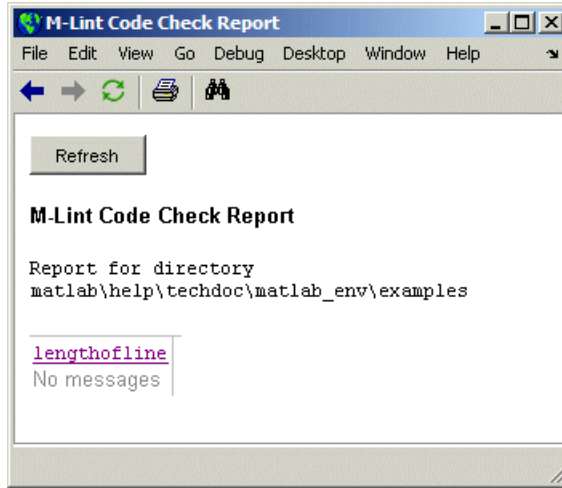 M-Lint Code Check Report
File Edit View Go Debug Desktop Window Help
Refresh
M-Lint Code Check Report
Report for directory
matlab\help\techdoc\matlab_env\examples
lengthofline
No messages